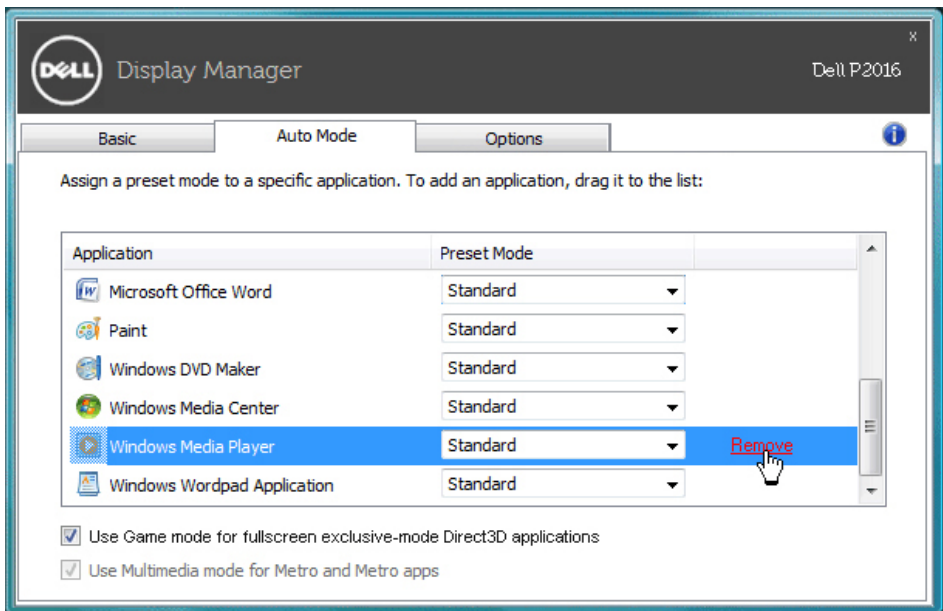 x
DELL Display Manager Dell P2016
Basic Auto Mode Options i
Assign a preset mode to a specific application. To add an application, drag it to the list:
Application Preset Mode
W Microsoft Office Word Standard
Paint Standard
Windows DVD Maker Standard
Windows Media Center Standard
Windows Media Player Standard Remove
Windows Wordpad Application Standard
Use Game mode for fullscreen exclusive-mode Direct3D applications
Use Multimedia mode for Metro and Metro apps